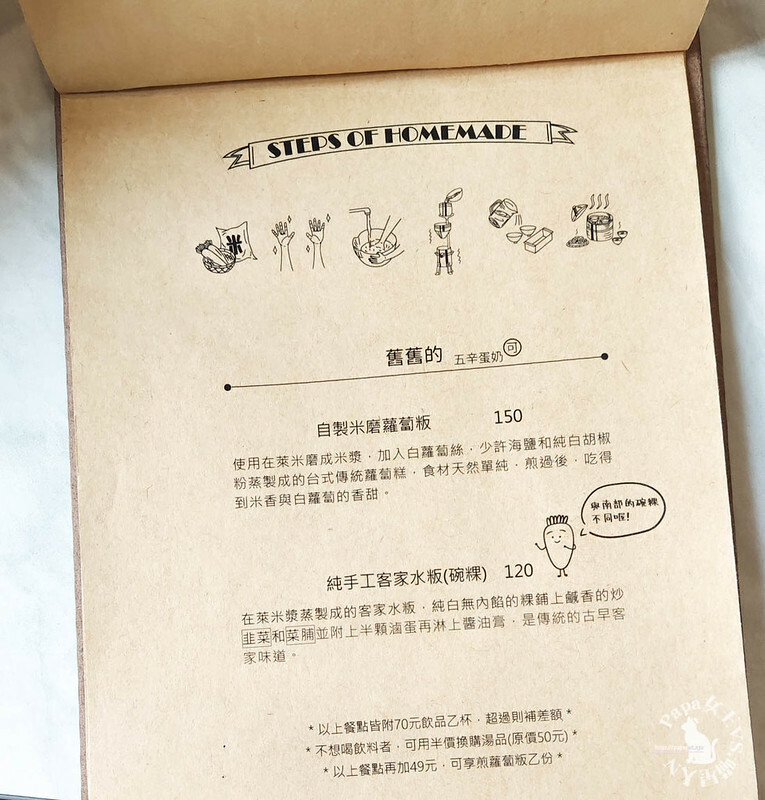 STEPS OF HOMEMADE
米
舊舊的 五辛蛋奶 可
自製米磨蘿蔔粄 150
使用在萊米磨成米漿，加入白蘿蔔絲，少許海鹽和純白胡椒
粉蒸製成的台式傳統蘿蔔糕，食材天然單純，煎過後，吃得
到米香與白蘿蔔的香甜。
與南部的碗粿
不同喔!
純手工客家水粄(碗粿) 120
在萊米漿蒸製成的客家水粄，純白無內餡的粿鋪上鹹香的炒
韭菜和菜脯並附上半顆滷蛋再淋上醬油膏，是傳統的古早客
家味道。
*以上餐點皆附70元飲品乙杯，超過則補差額*
*不想喝飲料者，可用半價換購湯品(原價50元)*
*以上餐點再加49元，可享煎蘿蔔粄乙份*